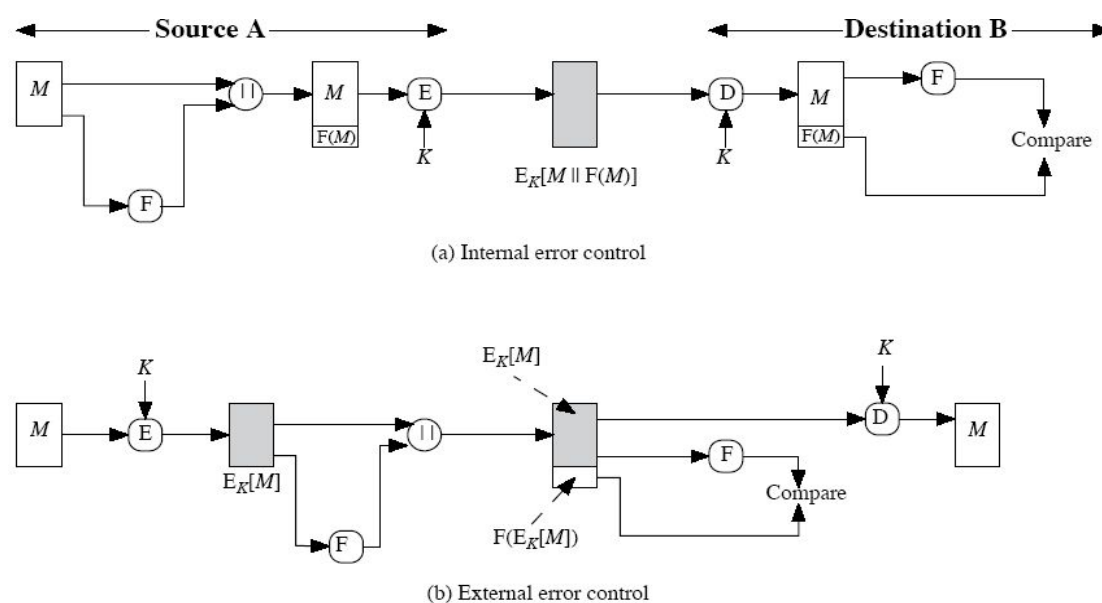 Source A
Destination B
M
||
M
F(M)
E
K
E_K[M || F(M)]
D
K
M
F(M)
F
Compare
F
(a) Internal error control
K
M
E
E_K[M]
||
F
E_K[M]
F(E_K[M])
F
Compare
K
D
M
(b) External error control